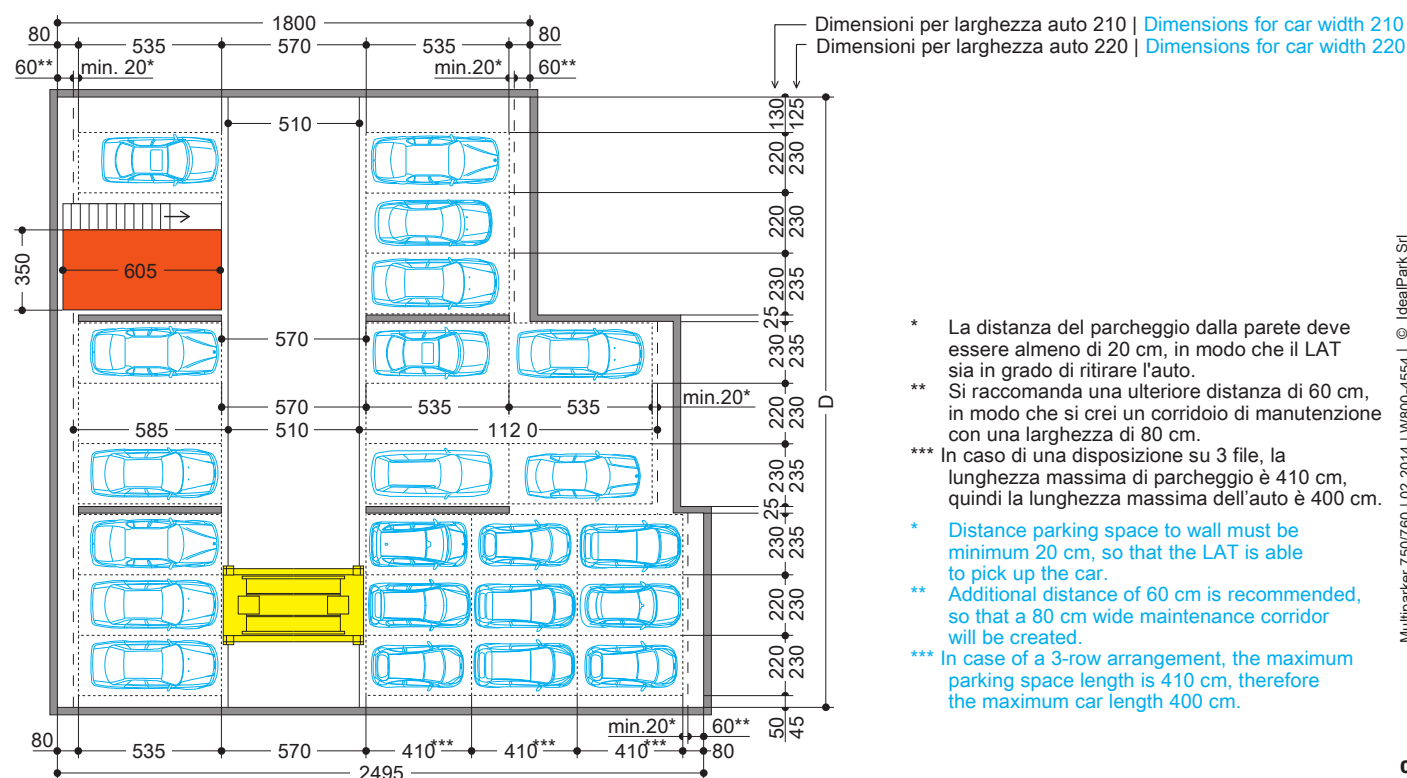 1800
80 535 570 535 80
60** min. 20* min. 20* 60**
Dimensioni per larghezza auto 210 | Dimensions for car width 210
Dimensioni per larghezza auto 220 | Dimensions for car width 220
510
130 125
220 230
220 230
230 235
25
230 235
220 230
230 235
25
230 235
220 230
220 230
50 45
D
350
605
570
570 535 535 min.20*
585 510 112 0
* La distanza del parcheggio dalla parete deve
essere almeno di 20 cm, in modo che il LAT
sia in grado di ritirare l'auto.
** Si raccomanda una ulteriore distanza di 60 cm,
in modo che si crei un corridoio di manutenzione
con una larghezza di 80 cm.
*** In caso di una disposizione su 3 file, la
lunghezza massima di parcheggio è 410 cm,
quindi la lunghezza massima dell'auto è 400 cm.
* Distance parking space to wall must be
minimum 20 cm, so that the LAT is able
to pick up the car.
** Additional distance of 60 cm is recommended,
so that a 80 cm wide maintenance corridor
will be created.
*** In case of a 3-row arrangement, the maximum
parking space length is 410 cm, therefore
the maximum car length 400 cm.
min.20* 60**
80 535 570 410*** 410*** 410*** 80
2495
Multiparker 750/760 | 02.2014 | W800-4554 | © IdealPark Srl